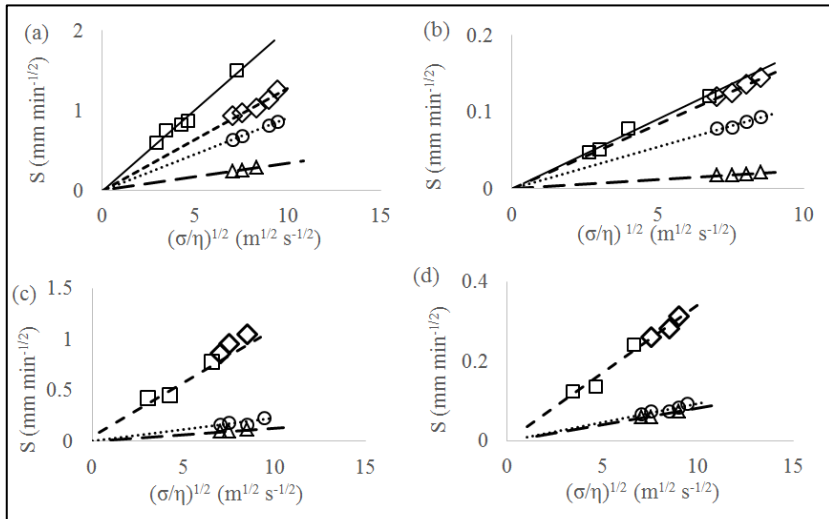 (a)
2
1
0
0 5 10 15
S (mm min-1/2)
(σ/η)1/2 (m1/2 s-1/2)
(b)
0.2
0.1
0
0 5 10
S (mm min-1/2)
(σ/η) 1/2 (m1/2 s-1/2)
(c)
1.5
1
0.5
0
0 5 10 15
S (mm min-1/2)
(σ/η)1/2 (m1/2 s-1/2)
(d)
0.4
0.2
0
0 5 10 15
S (mm min-1/2)
(σ/η)1/2 (m1/2 s-1/2)